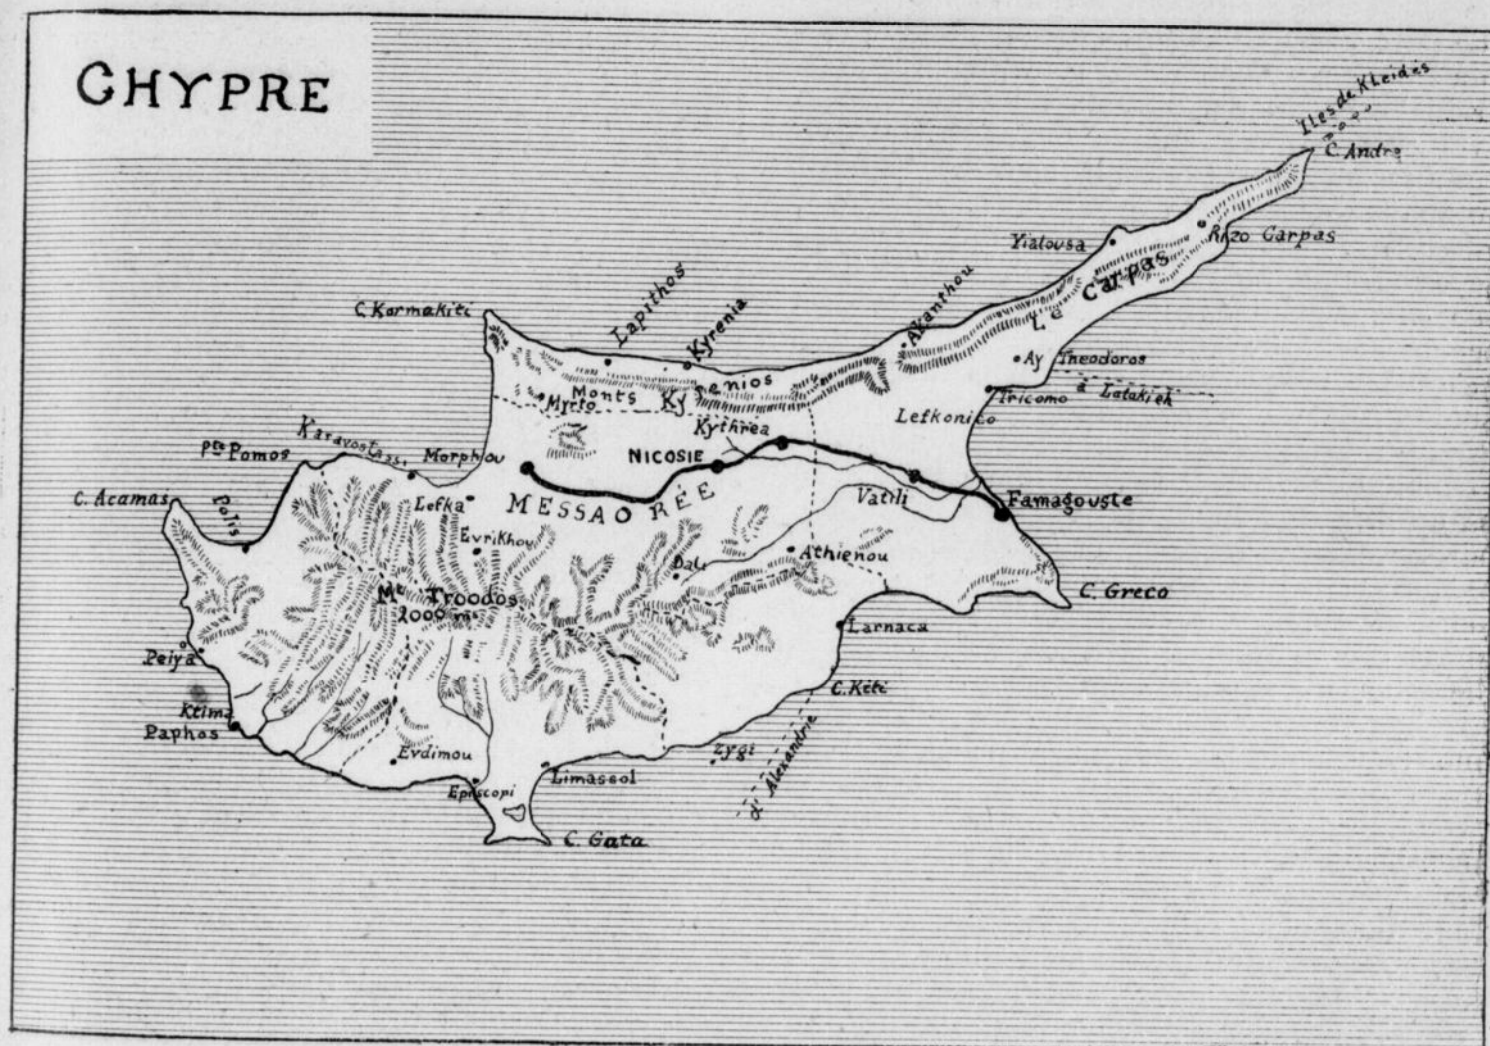 CHYPRE
Iles de Kleides
C. Andre
Rizo Carpas
Yialousa
Le Carpas
Akanthou
Lapithos
Kyrenia
C. Kormakiti
Ay Theodoros
à Latakieh
Tricomo
Monts Kyrenios
Myrto
Lefkonico
Kythrea
Karavostass.
Pte Pomos
Morphou
NICOSIE
C. Acamas
Polis
Lefka
MESSAORÉE
Vatili
Famagouste
Evrikhou
Dali
Athienou
Mt Troodos
2000 m.
C. Greco
Larnaca
Peiya
C. Kiti
Ktima
Paphos
Evdimou
Zygi
d'Alexandrie
Limassol
Episcopi
C. Gata